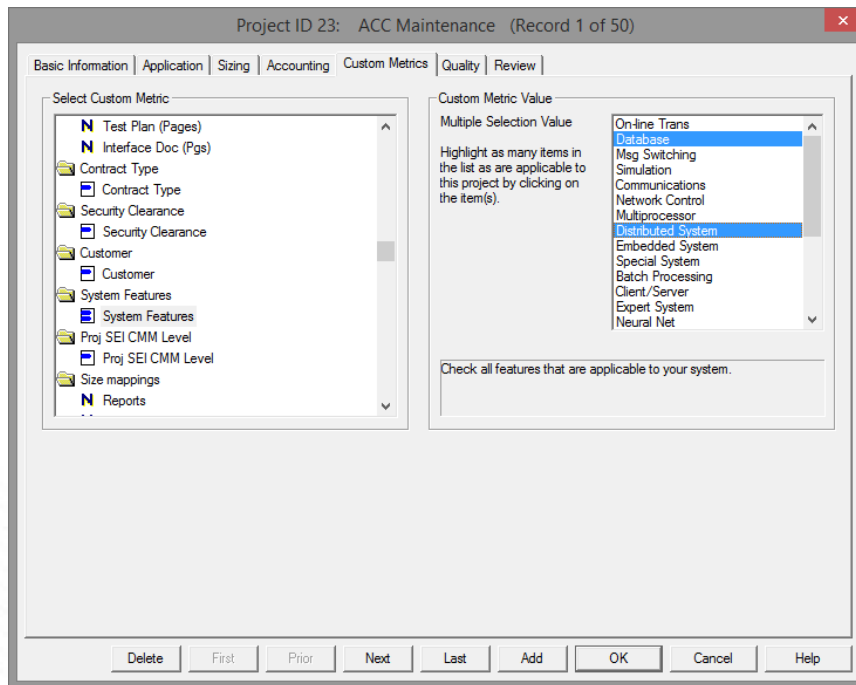 Project ID 23: ACC Maintenance (Record 1 of 50)
Basic Information Application Sizing Accounting Custom Metrics Quality Review
Select Custom Metric
N Test Plan (Pages)
N Interface Doc (Pgs)
Contract Type
Contract Type
Security Clearance
Security Clearance
Customer
Customer
System Features
System Features
Proj SEI CMM Level
Proj SEI CMM Level
Size mappings
N Reports
Custom Metric Value
Multiple Selection Value
Highlight as many items in
the list as are applicable to
this project by clicking on
the item(s).
On-line Trans
Database
Msg Switching
Simulation
Communications
Network Control
Multiprocessor
Distributed System
Embedded System
Special System
Batch Processing
Client/Server
Expert System
Neural Net
Check all features that are applicable to your system.
Delete First Prior Next Last Add OK Cancel Help